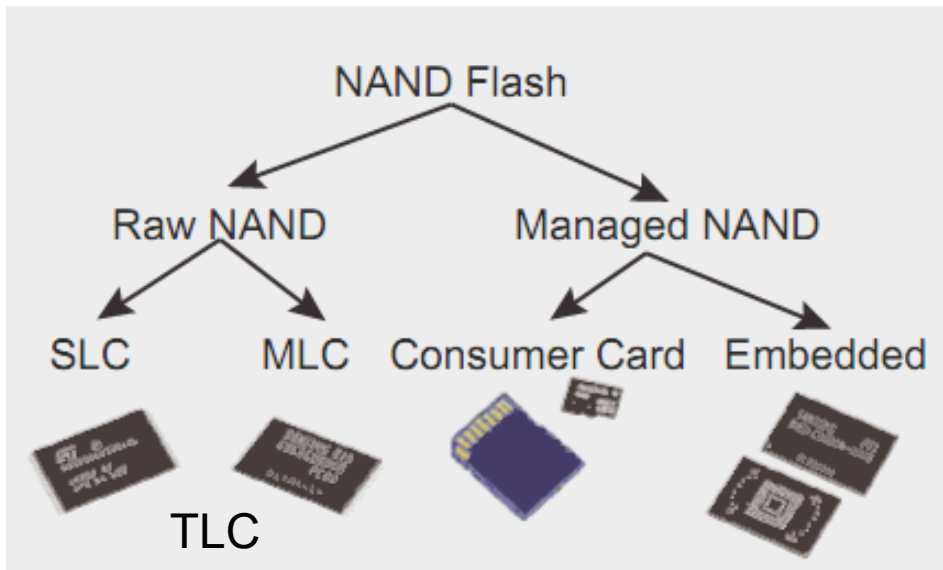 NAND Flash
Raw NAND
Managed NAND
SLC
MLC
Consumer Card
Embedded
TLC